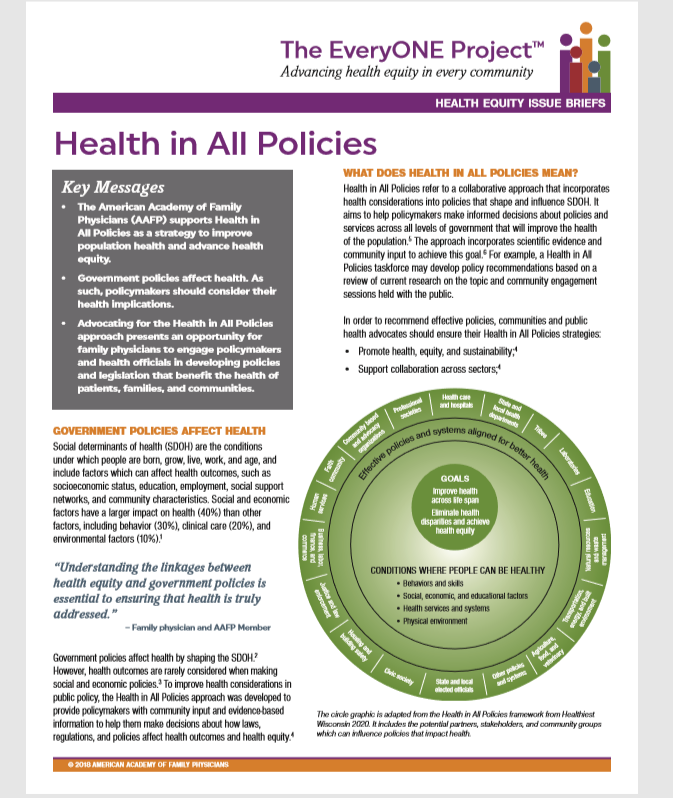 The EveryONE Project™
Advancing health equity in every community
HEALTH EQUITY ISSUE BRIEFS
Health in All Policies
Key Messages
• The American Academy of Family
Physicians (AAFP) supports Health in
All Policies as a strategy to improve
population health and advance health
equity.
• Government policies affect health. As
such, policymakers should consider their
health implications.
• Advocating for the Health in All Policies
approach presents an opportunity for
family physicians to engage policymakers
and health officials in developing policies
and legislation that benefit the health of
patients, families, and communities.
GOVERNMENT POLICIES AFFECT HEALTH
Social determinants of health (SDOH) are the conditions
under which people are born, grow, live, work, and age, and
include factors which can affect health outcomes, such as
socioeconomic status, education, employment, social support
networks, and community characteristics. Social and economic
factors have a larger impact on health (40%) than other
factors, including behavior (30%), clinical care (20%), and
environmental factors (10%).¹
“Understanding the linkages between
health equity and government policies is
essential to ensuring that health is truly
addressed.”
– Family physician and AAFP Member
Government policies affect health by shaping the SDOH.²
However, health outcomes are rarely considered when making
social and economic policies.³ To improve health considerations in
public policy, the Health in All Policies approach was developed to
provide policymakers with community input and evidence-based
information to help them make decisions about how laws,
regulations, and policies affect health outcomes and health equity.⁴
WHAT DOES HEALTH IN ALL POLICIES MEAN?
Health in All Policies refer to a collaborative approach that incorporates
health considerations into policies that shape and influence SDOH. It
aims to help policymakers make informed decisions about policies and
services across all levels of government that will improve the health
of the population.⁵ The approach incorporates scientific evidence and
community input to achieve this goal.⁶ For example, a Health in All
Policies taskforce may develop policy recommendations based on a
review of current research on the topic and community engagement
sessions held with the public.
In order to recommend effective policies, communities and public
health advocates should ensure their Health in All Policies strategies:
• Promote health, equity, and sustainability;⁴
• Support collaboration across sectors;⁴
Health care
and hospitals
State and
local health
departments
Tribes
Laboratories
Education
management
and water
Natural resources
Transportation,
energy, and built
environment
Agriculture,
food, and
veterinary
Other policies
and systems
State and local
elected officials
Civic society
Housing and
building safety
Justice and law
enforcement
Business, labor,
finance, and
commerce
Human
services
Faith
community
Community based
and advocacy
organizations
Professional
societies
Effective policies and systems aligned for better health
GOALS
Improve health
across life span
Eliminate health
disparities and achieve
health equity
CONDITIONS WHERE PEOPLE CAN BE HEALTHY
• Behaviors and skills
• Social, economic, and educational factors
• Health services and systems
• Physical environment
The circle graphic is adapted from the Health in All Policies framework from Healthiest
Wisconsin 2020. It includes the potential partners, stakeholders, and community groups
which can influence policies that impact health.
© 2018 AMERICAN ACADEMY OF FAMILY PHYSICIANS